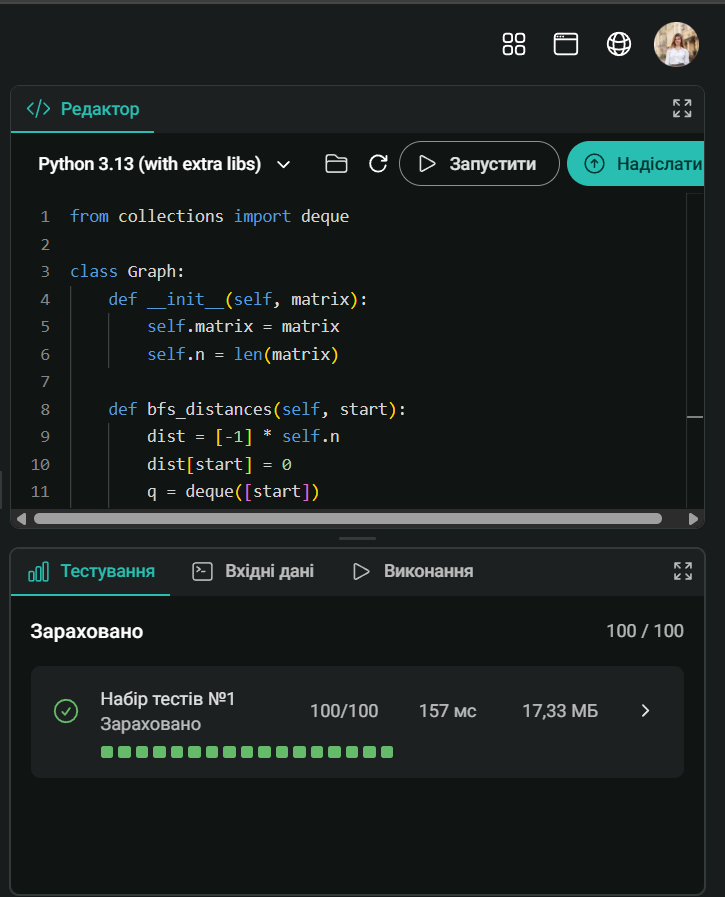 </> Редактор
Python 3.13 (with extra libs) Запустити Надіслати
1 from collections import deque
2
3 class Graph:
4 def __init__(self, matrix):
5 self.matrix = matrix
6 self.n = len(matrix)
7
8 def bfs_distances(self, start):
9 dist = [-1] * self.n
10 dist[start] = 0
11 q = deque([start])
Тестування Вхідні дані Виконання
Зараховано 100 / 100
Набір тестів №1
Зараховано
100/100 157 мс 17,33 МБ